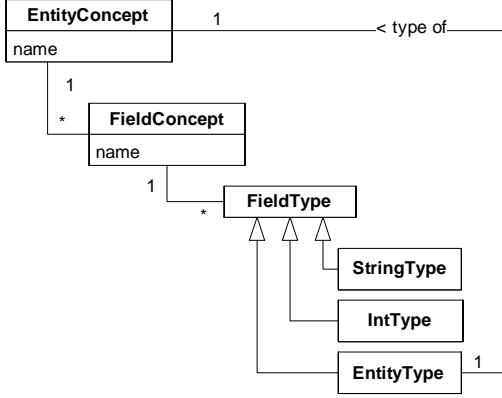 EntityConcept
1
< type of
name
1
*
FieldConcept
name
1
*
FieldType
StringType
IntType
EntityType
1